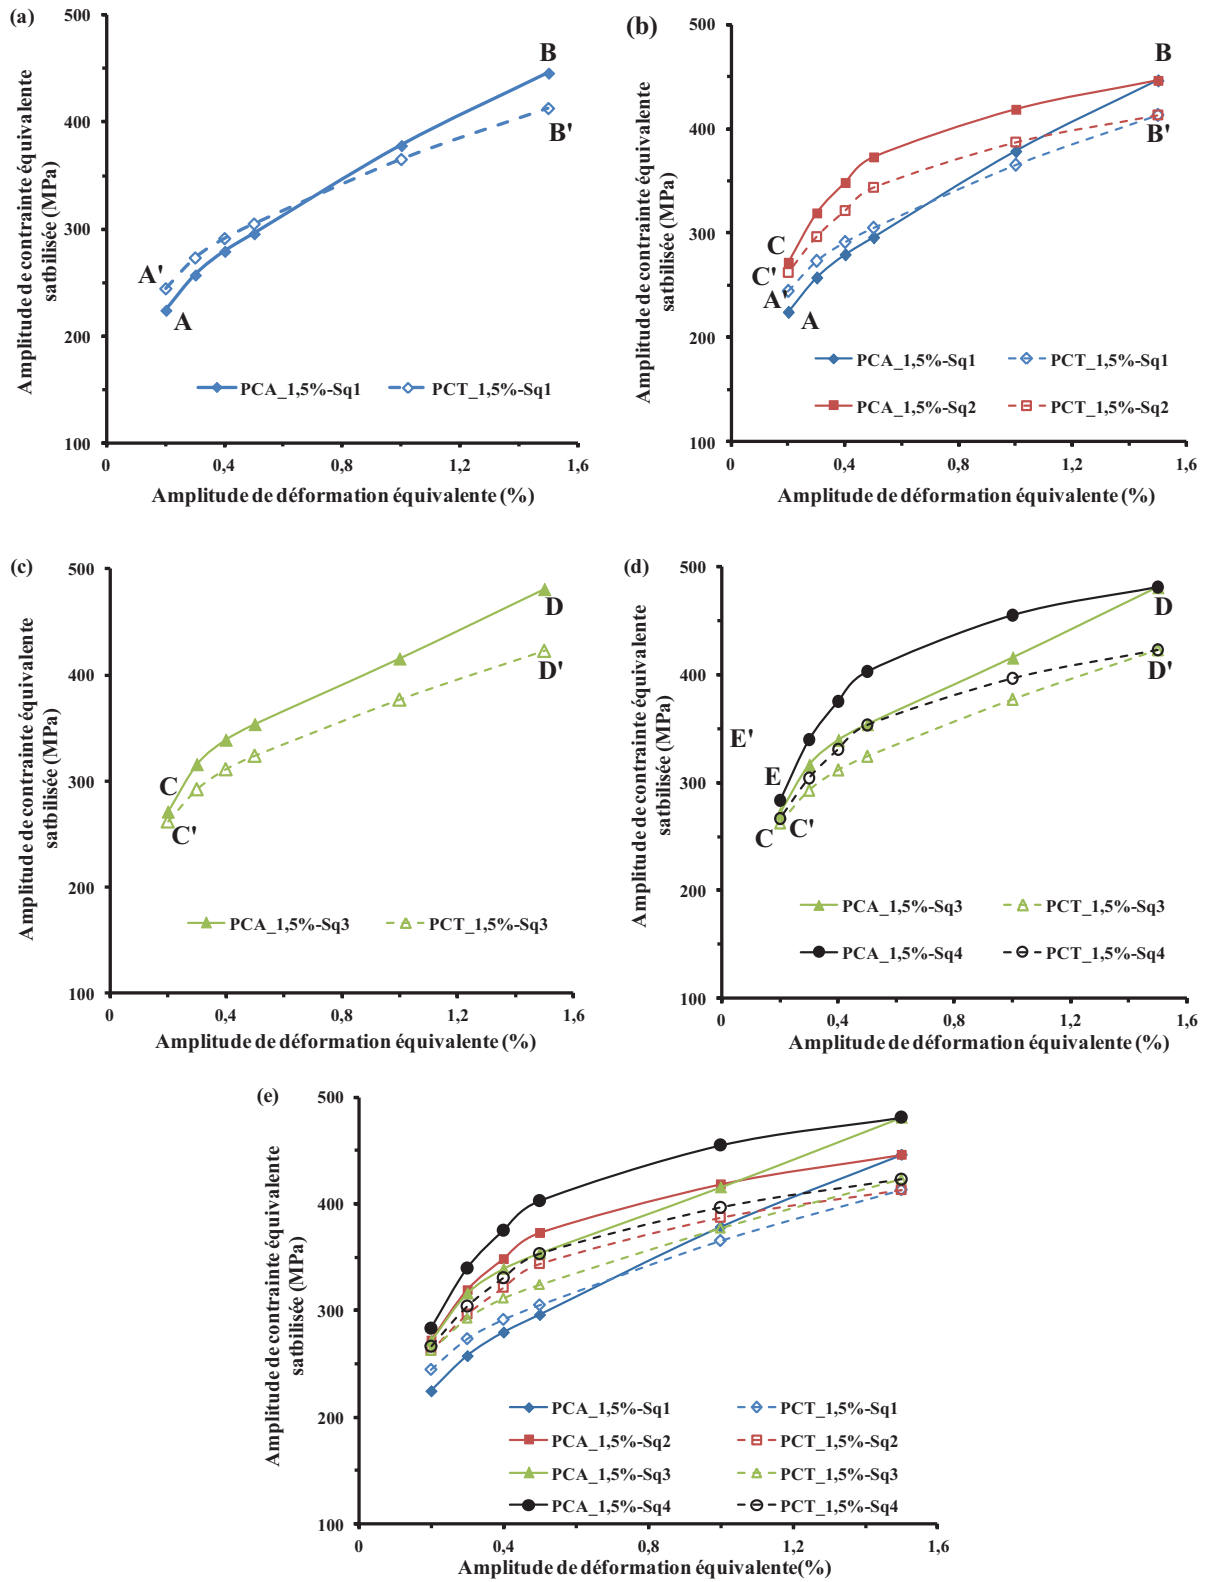 (a)
500
400
300
200
100
0
0,4
0,8
1,2
1,6
Amplitude de contrainte équivalente
satbilisée (MPa)
Amplitude de déformation équivalente (%)
A'
A
B
B'
PCA_1,5%-Sq1
PCT_1,5%-Sq1
(b)
500
400
300
200
100
0
0,4
0,8
1,2
1,6
Amplitude de contrainte équivalente
satbilisée (MPa)
Amplitude de déformation équivalente (%)
C
C'
A'
A
B
B'
PCA_1,5%-Sq1
PCT_1,5%-Sq1
PCA_1,5%-Sq2
PCT_1,5%-Sq2
(c)
500
400
300
200
100
0
0,4
0,8
1,2
1,6
Amplitude de contrainte équivalente
satbilisée (MPa)
Amplitude de déformation équivalente (%)
C
C'
D
D'
PCA_1,5%-Sq3
PCT_1,5%-Sq3
(d)
500
400
300
200
100
0
0,4
0,8
1,2
1,6
Amplitude de contrainte équivalente
satbilisée (MPa)
Amplitude de déformation équivalente (%)
E'
E
C
C'
D
D'
PCA_1,5%-Sq3
PCT_1,5%-Sq3
PCA_1,5%-Sq4
PCT_1,5%-Sq4
(e)
500
400
300
200
100
0
0,4
0,8
1,2
1,6
Amplitude de contrainte équivalente
satbilisée (MPa)
Amplitude de déformation équivalente(%)
PCA_1,5%-Sq1
PCT_1,5%-Sq1
PCA_1,5%-Sq2
PCT_1,5%-Sq2
PCA_1,5%-Sq3
PCT_1,5%-Sq3
PCA_1,5%-Sq4
PCT_1,5%-Sq4